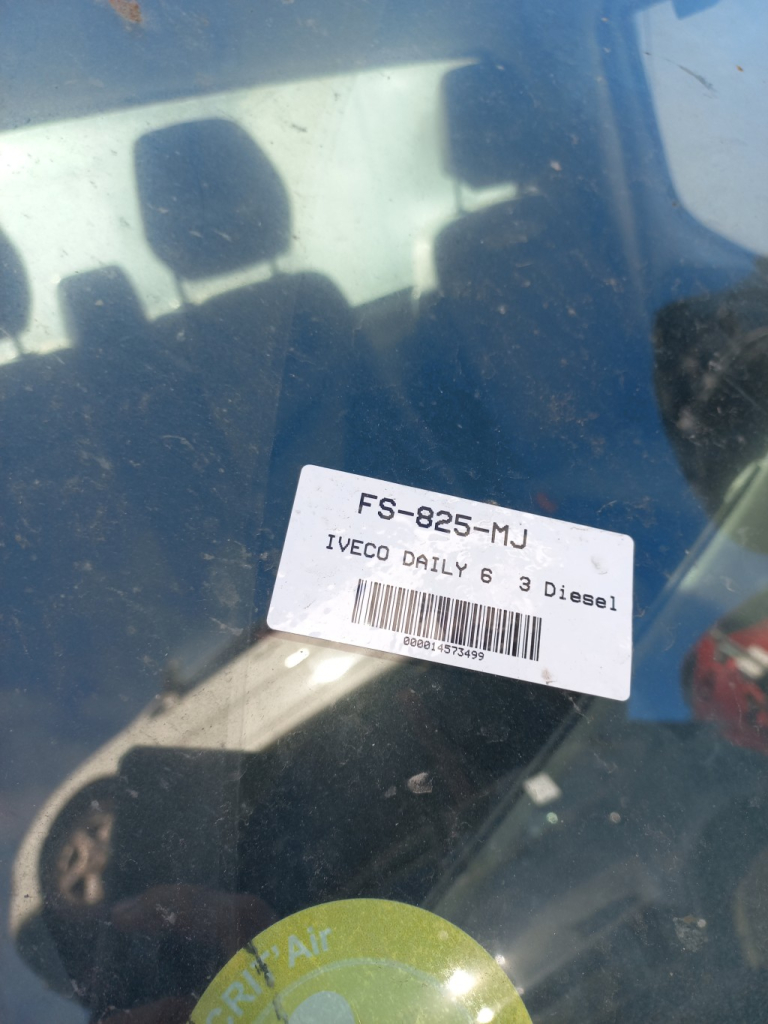 FS-825-MJ
IVECO DAILY 6 3 Diesel
000014573499
CRIT'Air